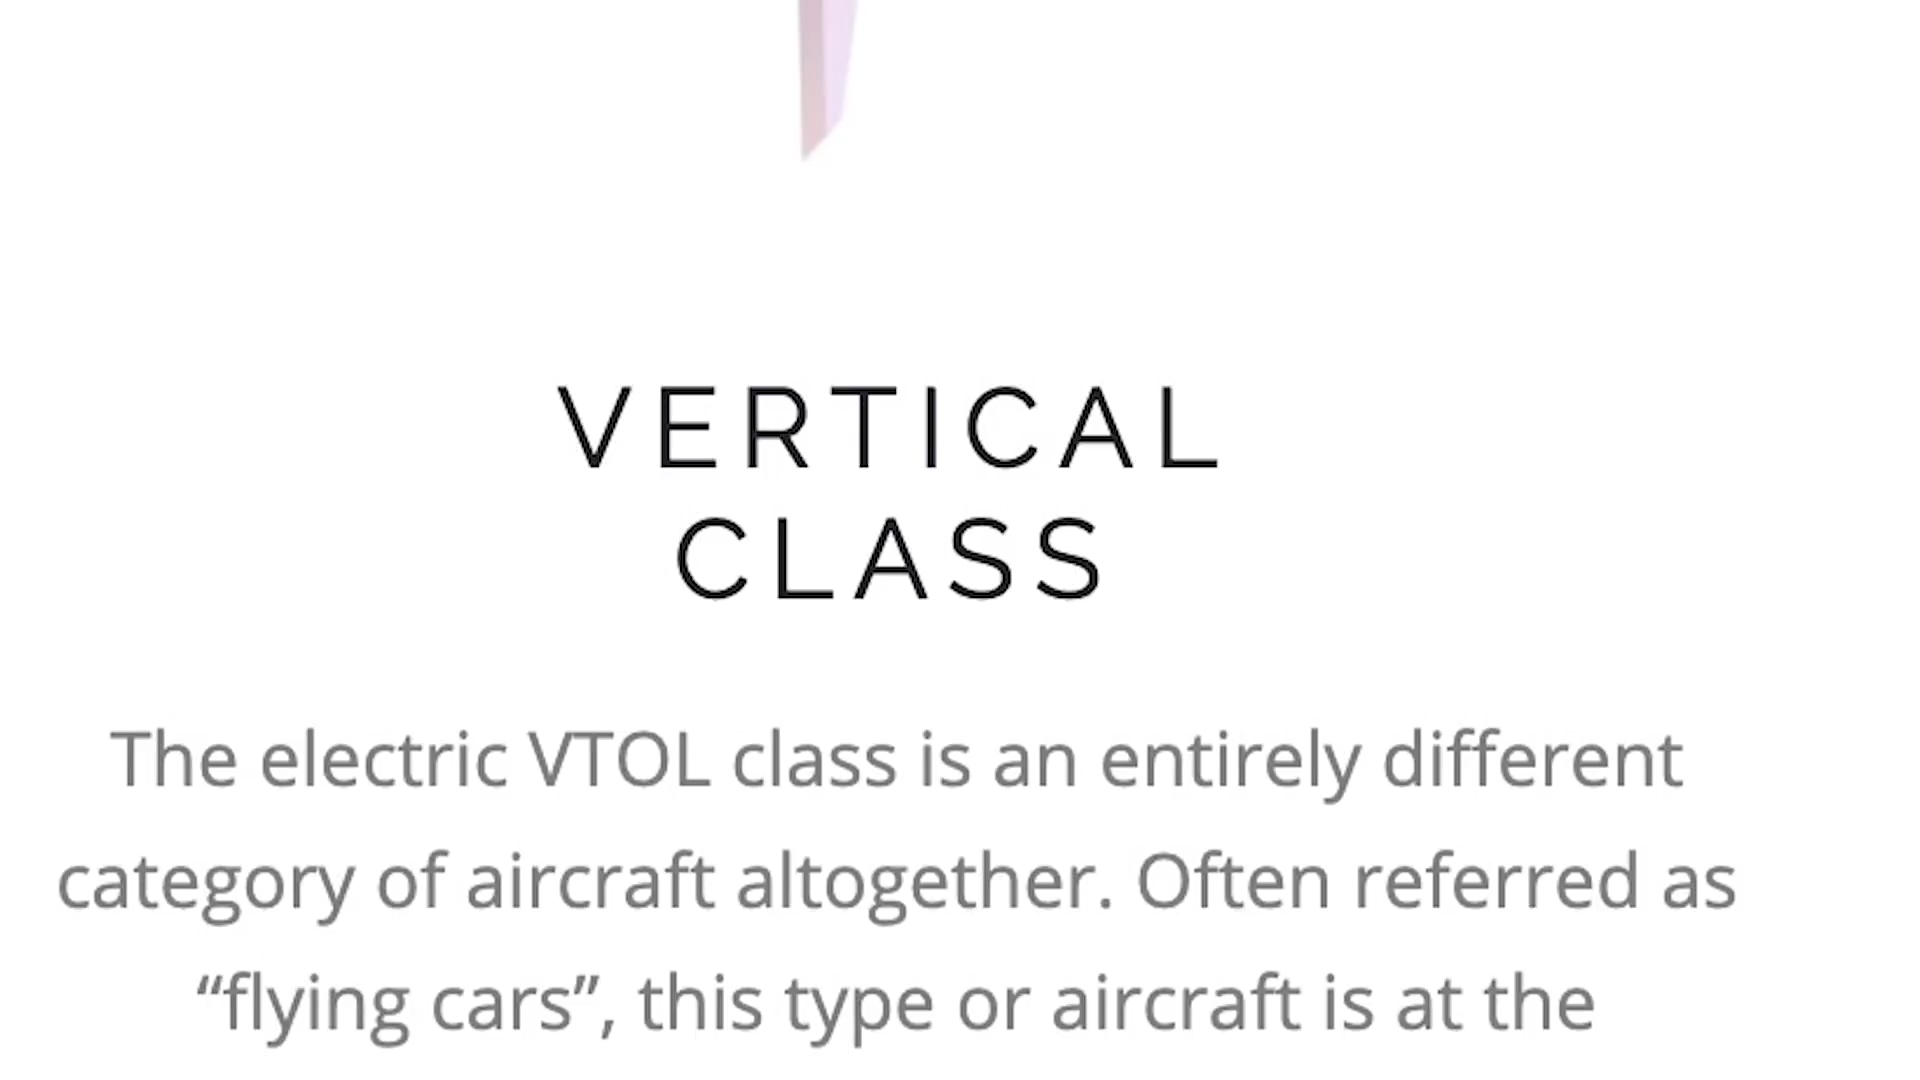 VERTICAL
CLASS
The electric VTOL class is an entirely different
category of aircraft altogether. Often referred as
“flying cars”, this type or aircraft is at the